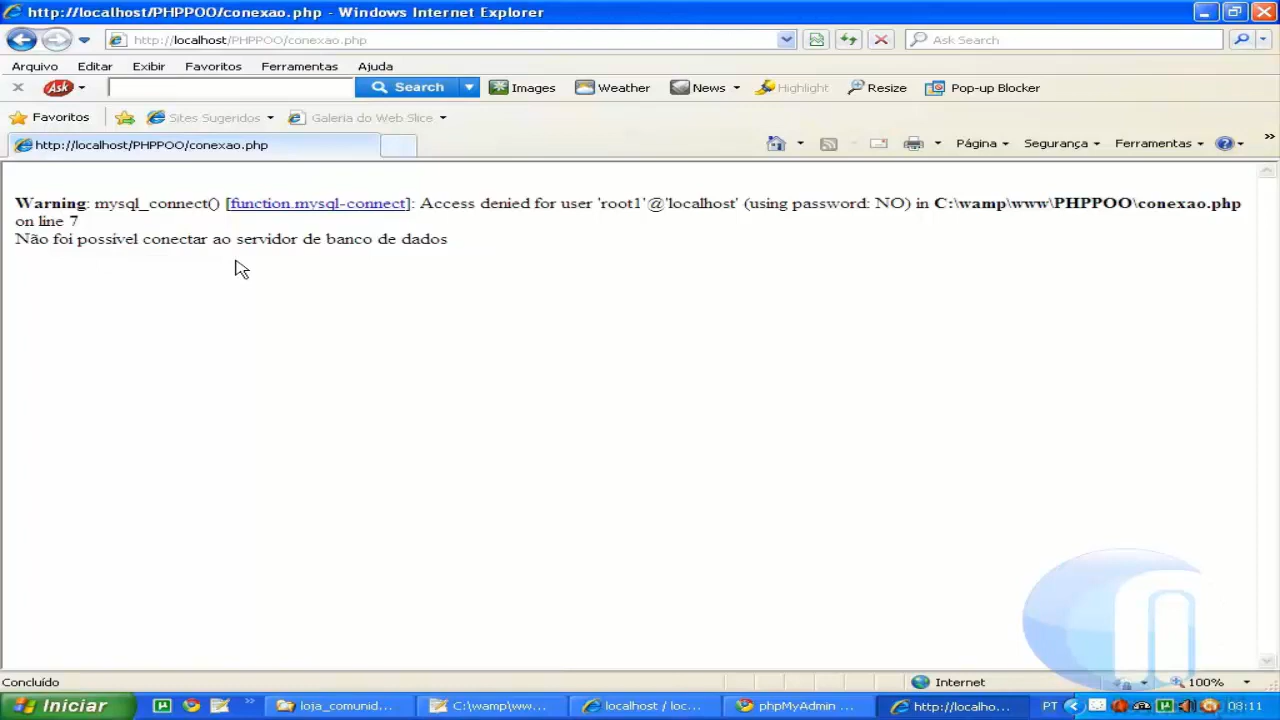 http://localhost/PHPPOO/conexao.php - Windows Internet Explorer
http://localhost/PHPPOO/conexao.php
Ask Search
Arquivo Editar Exibir Favoritos Ferramentas Ajuda
x Ask Search Images Weather News Highlight Resize Pop-up Blocker
Favoritos Sites Sugeridos Galeria do Web Slice
http://localhost/PHPPOO/conexao.php
Página Segurança Ferramentas
Warning: mysql_connect() [function.mysql-connect]: Access denied for user 'root1'@'localhost' (using password: NO) in C:\wamp\www\PHPPOO\conexao.php
on line 7
Não foi possivel conectar ao servidor de banco de dados
Concluído Internet 100%
Iniciar loja_comunid... C:\wamp\ww... localhost / loc... phpMyAdmin ... http://localho... PT 08:11